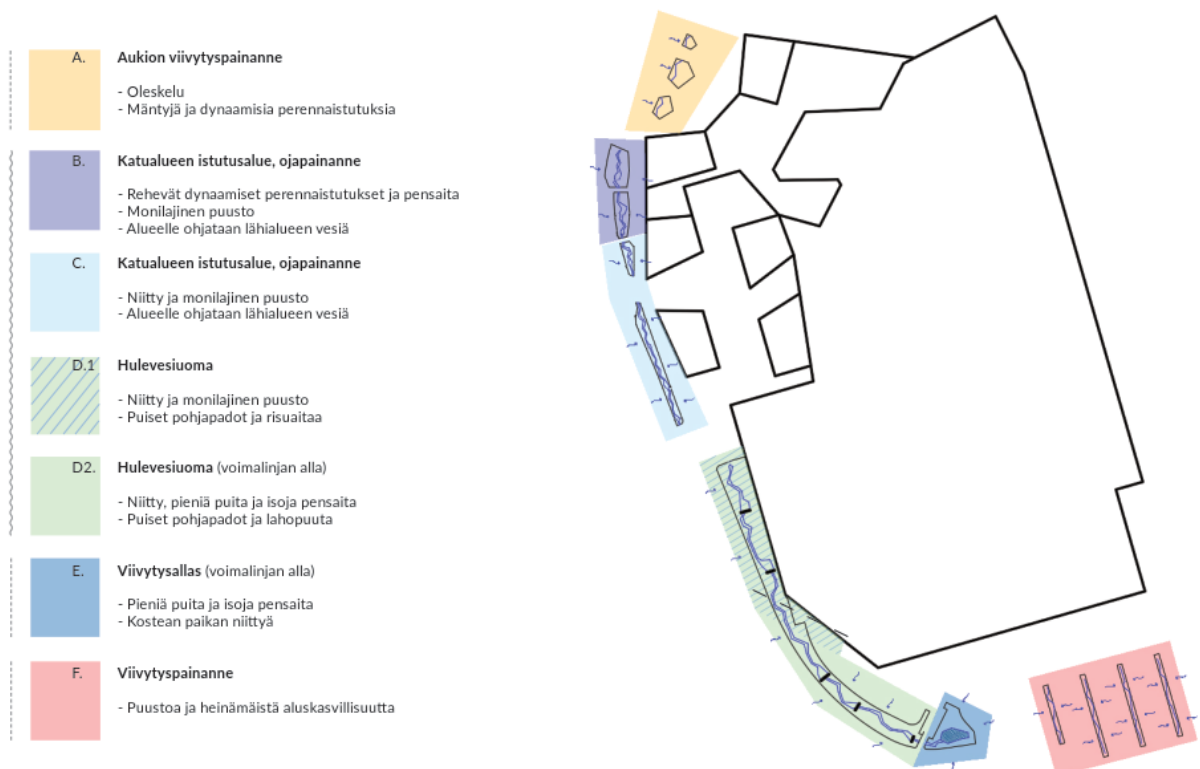 A. Aukion viivytyspainanne
- Oleskelu
- Mäntyjä ja dynaamisia perennaistutuksia
B. Katualueen istutusalue, ojapainanne
- Rehevät dynaamiset perennaistutukset ja pensaita
- Monilajinen puusto
- Alueelle ohjataan lähialueen vesiä
C. Katualueen istutusalue, ojapainanne
- Niitty ja monilajinen puusto
- Alueelle ohjataan lähialueen vesiä
D.1 Hulevesiuoma
- Niitty ja monilajinen puusto
- Puiset pohjapadot ja risuaitaa
D2. Hulevesiuoma (voimalinjan alla)
- Niitty, pieniä puita ja isoja pensaita
- Puiset pohjapadot ja lahopuuta
E. Viivytysallas (voimalinjan alla)
- Pieniä puita ja isoja pensaita
- Kostean paikan niittyä
F. Viivytyspainanne
- Puustoa ja heinämäistä aluskasvillisuutta